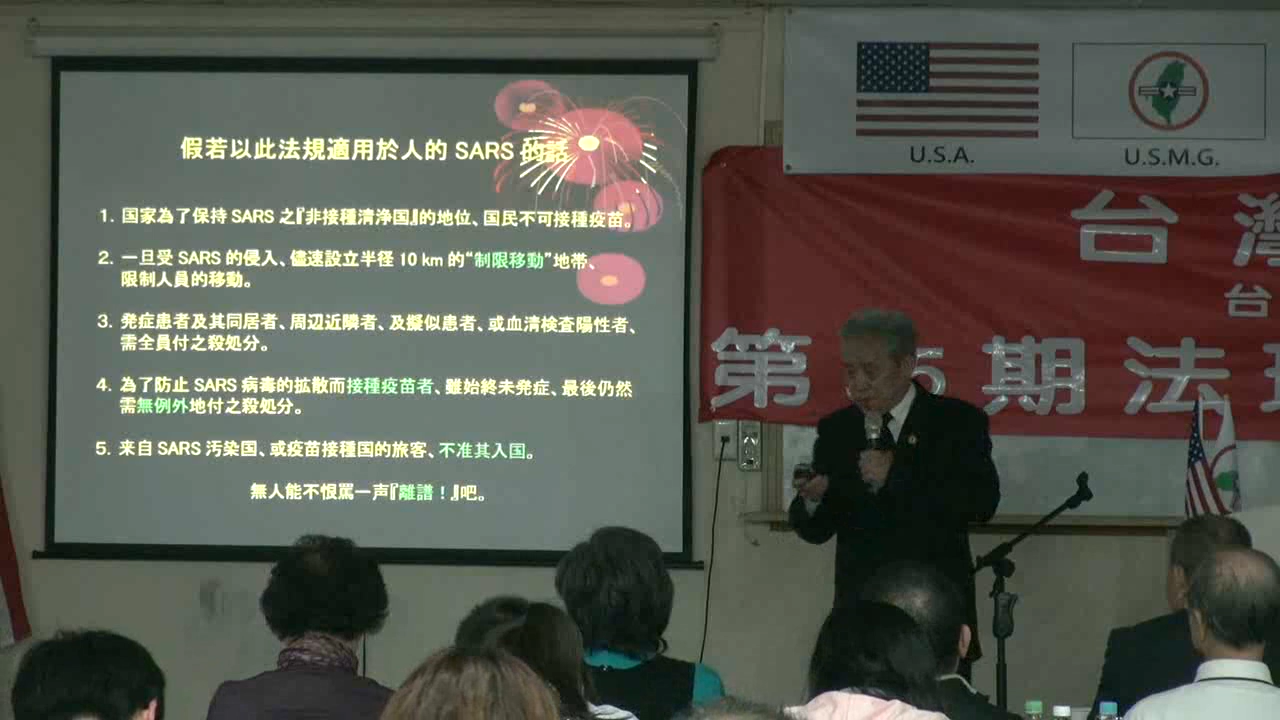 假若以此法規適用於人的 SARS 的話
1. 国家為了保持 SARS 之『非接種清浄国』的地位、国民不可接種疫苗。
2. 一旦受 SARS 的侵入、儘速設立半径 10 km 的“制限移動”地帯、
限制人員的移動。
3. 発症患者及其同居者、周辺近隣者、及擬似患者、或血清検査陽性者、
需全員付之殺処分。
4. 為了防止 SARS 病毒的拡散而接種疫苗者、雖始終未発症、最後仍然
需無例外地付之殺処分。
5. 来自 SARS 汚染国、或疫苗接種国的旅客、不准其入国。
無人能不恨罵一声『離譜！』吧。
U.S.A.
U.S.M.G.
台灣
台
第 5期法理